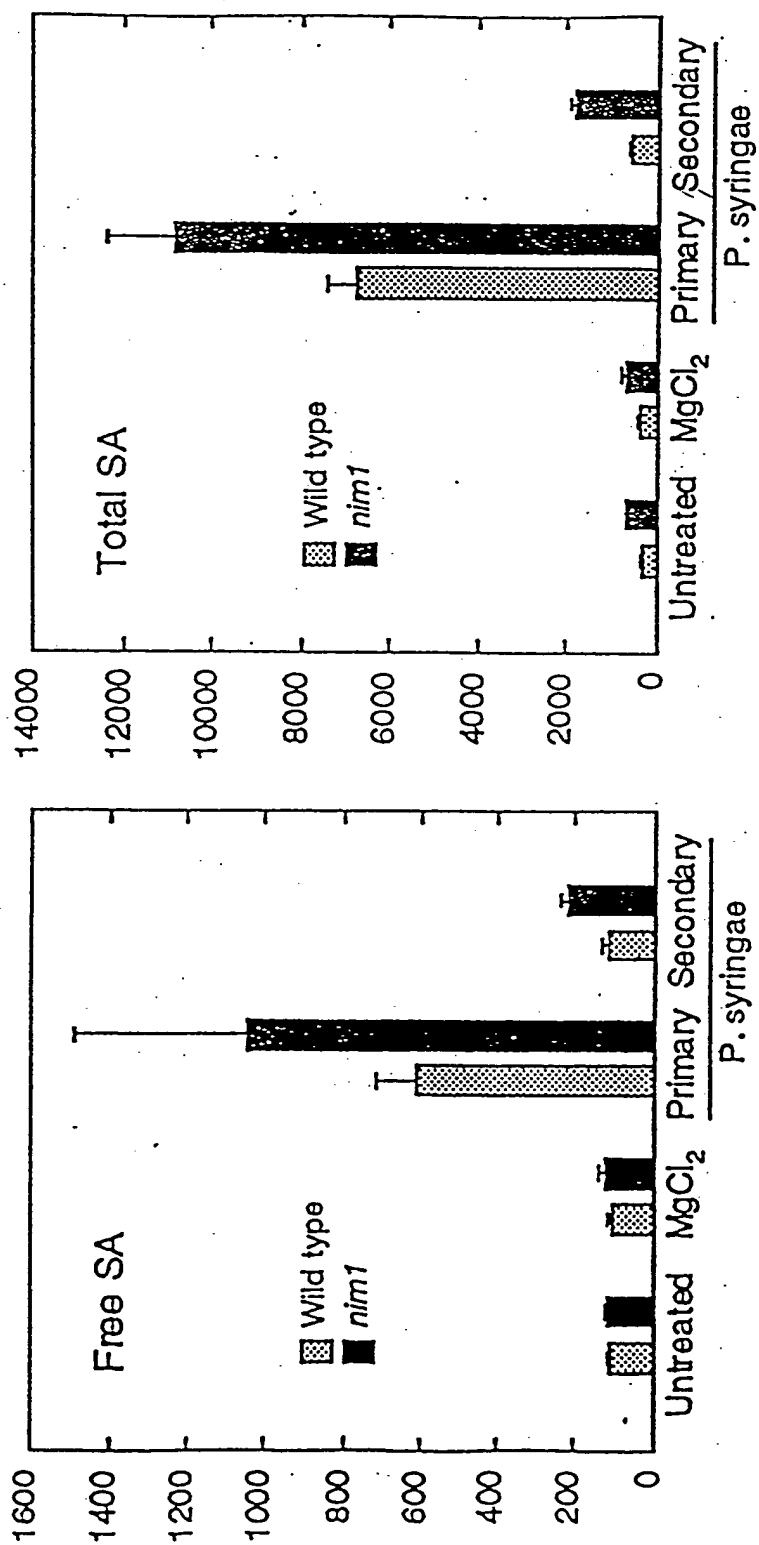 Free SA
Wild type
nim1
1600
1400
1200
1000
800
600
400
200
0
Untreated MgCl₂ Primary Secondary
P. syringae
Total SA
Wild type
nim1
14000
12000
10000
8000
6000
4000
2000
0
Untreated MgCl₂ Primary Secondary
P. syringae